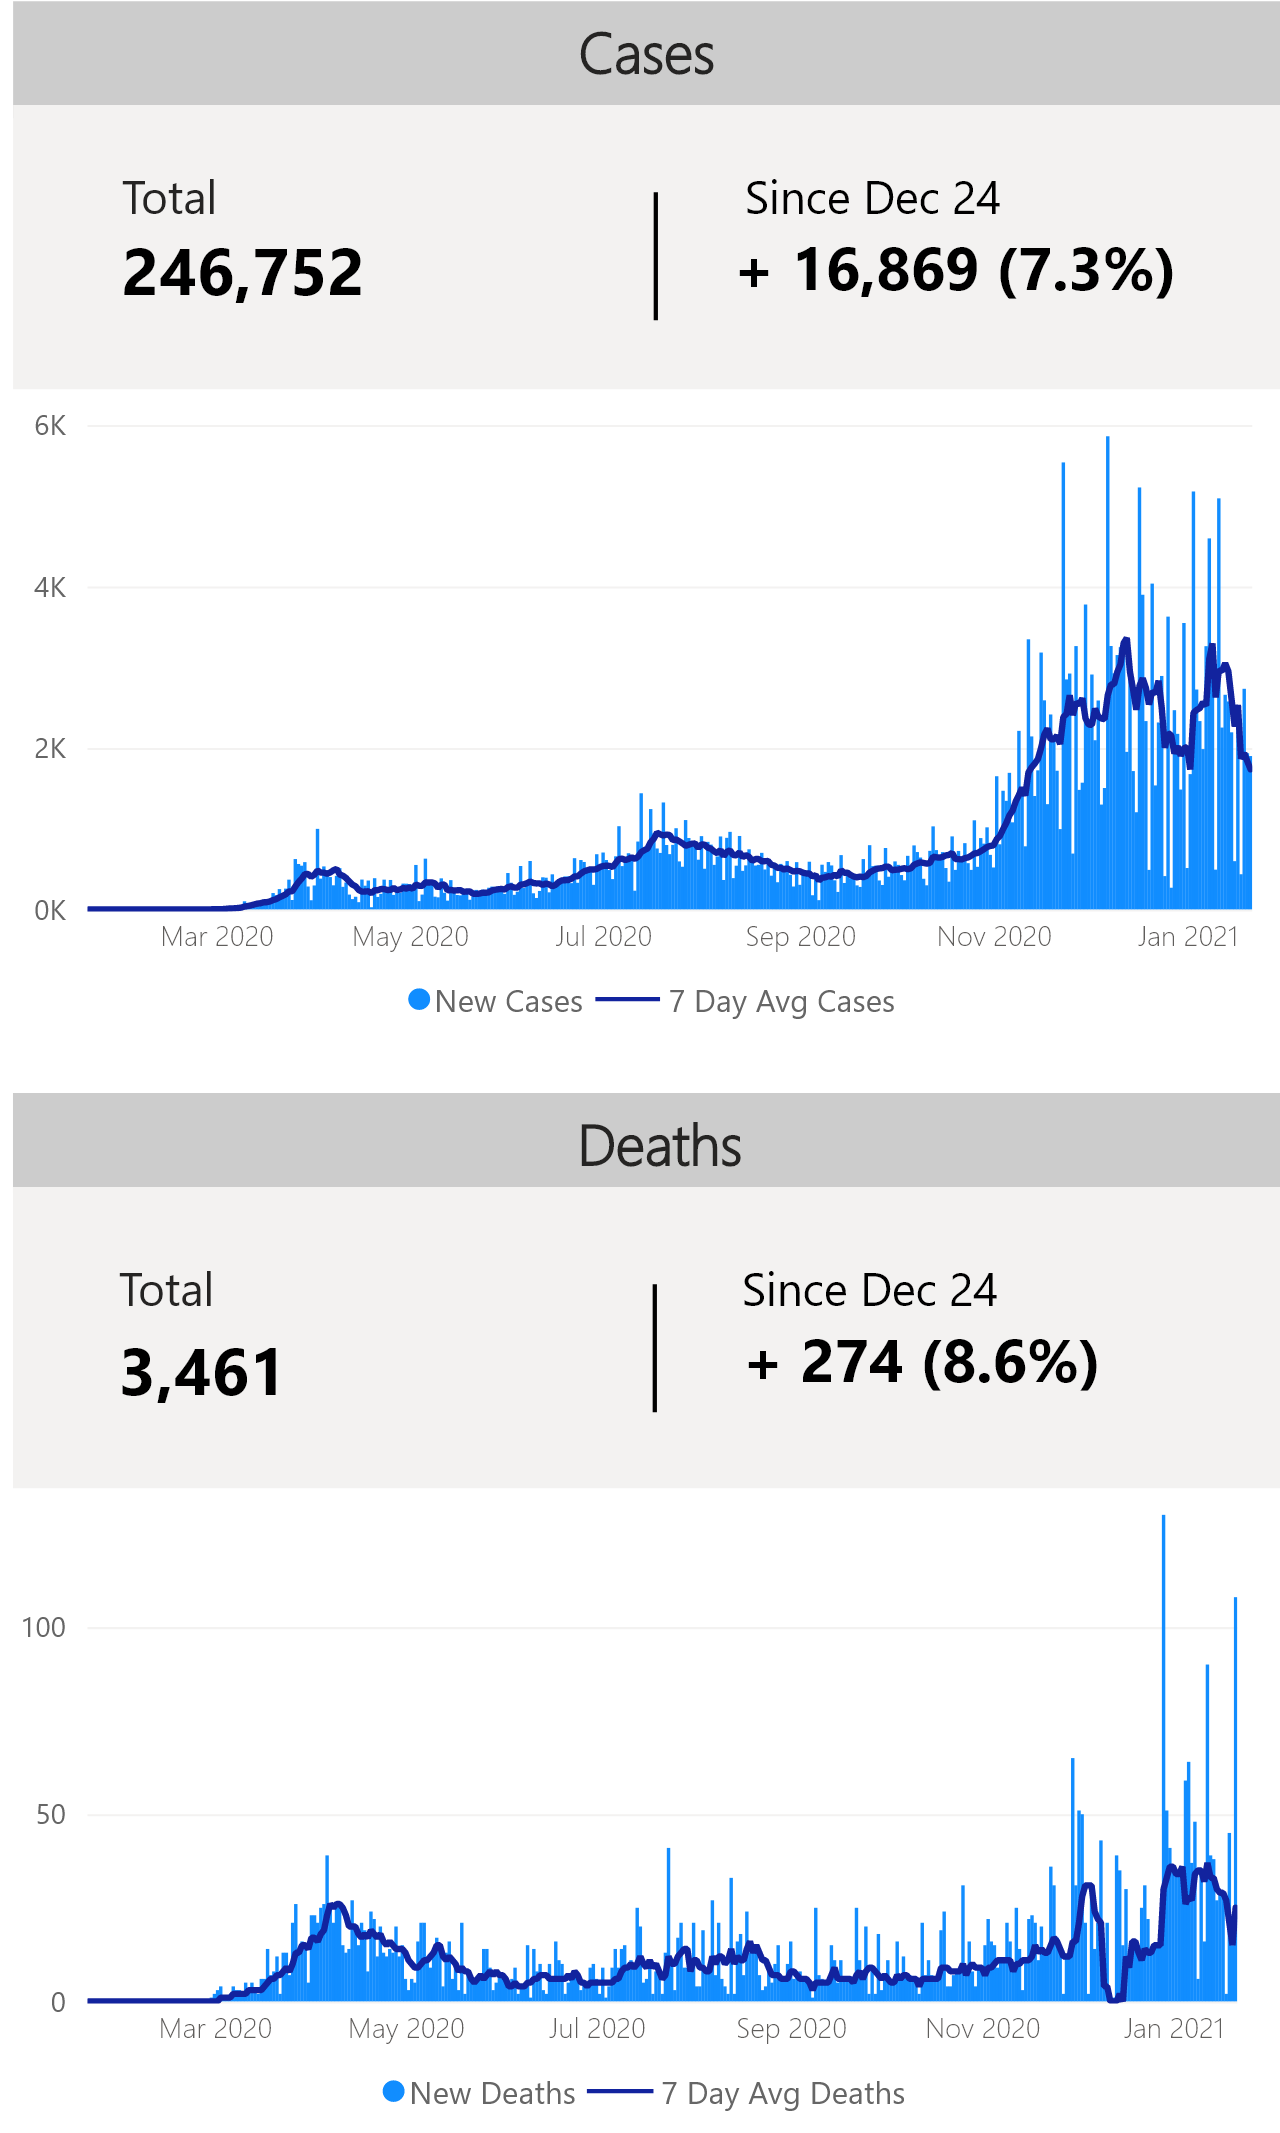 Cases
Total
Since Dec 24
246,752
+ 16,869 (7.3%)
6K
4K
2K
0K
Mar 2020 May 2020 Jul 2020 Sep 2020 Nov 2020 Jan 2021
New Cases 7 Day Avg Cases
Deaths
Total
Since Dec 24
3,461
+ 274 (8.6%)
100
50
0
Mar 2020 May 2020 Jul 2020 Sep 2020 Nov 2020 Jan 2021
New Deaths 7 Day Avg Deaths